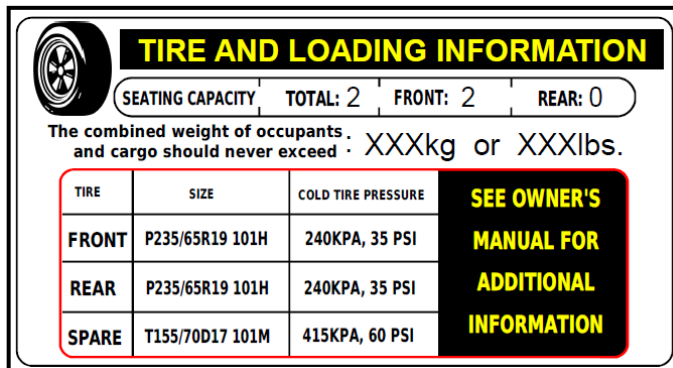 TIRE AND LOADING INFORMATION
SEATING CAPACITY TOTAL: 2 FRONT: 2 REAR: 0
The combined weight of occupants
and cargo should never exceed : XXXkg or XXXlbs.
TIRE SIZE COLD TIRE PRESSURE
FRONT P235/65R19 101H 240KPA, 35 PSI
REAR P235/65R19 101H 240KPA, 35 PSI
SPARE T155/70D17 101M 415KPA, 60 PSI
SEE OWNER'S
MANUAL FOR
ADDITIONAL
INFORMATION